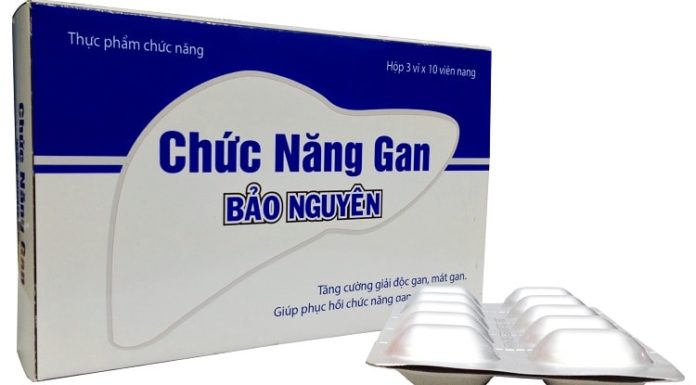 Thực phẩm chức năng
Hộp 3 vỉ x 10 viên nang
Chức Năng Gan
BẢO NGUYÊN
Tăng cường giải độc gan, mát gan.
Giúp phục hồi chức năng gan
Chức Năng Gan